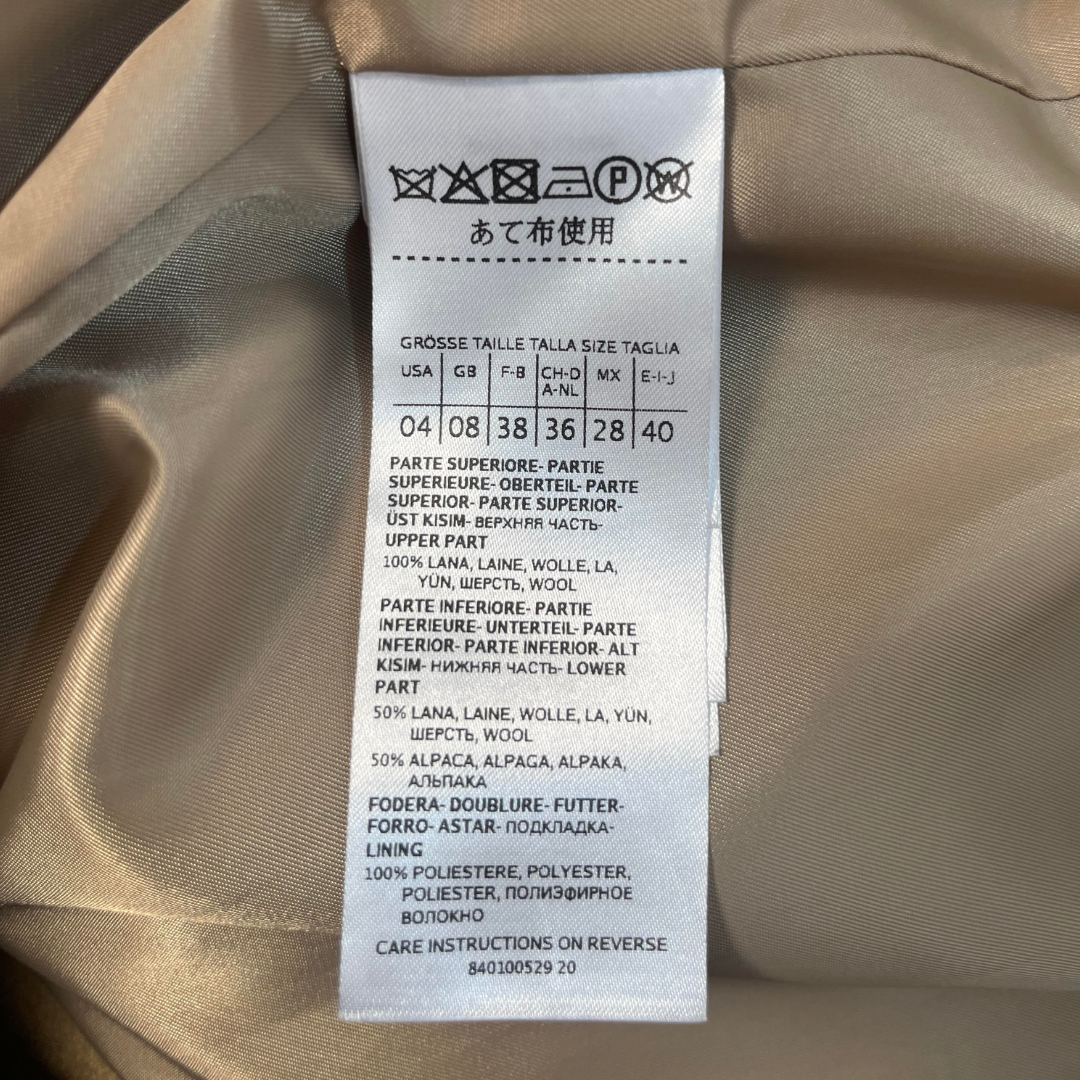 P W
あて布使用
GRÖSSE TAILLE TALLA SIZE TAGLIA
USA GB F-B CH-D A-NL MX E-I-J
04 08 38 36 28 40
PARTE SUPERIORE- PARTIE
SUPERIEURE- OBERTEIL- PARTE
SUPERIOR- PARTE SUPERIOR-
ÜST KISIM- ВЕРХНЯЯ ЧАСТЬ-
UPPER PART
100% LANA, LAINE, WOLLE, LA,
YÜN, ШЕРСТЬ, WOOL
PARTE INFERIORE- PARTIE
INFERIEURE- UNTERTEIL- PARTE
INFERIOR- PARTE INFERIOR- ALT
KISIM- НИЖНЯЯ ЧАСТЬ- LOWER
PART
50% LANA, LAINE, WOLLE, LA, YÜN,
ШЕРСТЬ, WOOL
50% ALPACA, ALPAGA, ALPAKA,
АЛЬПАКА
FODERA- DOUBLURE- FUTTER-
FORRO- ASTAR- ПОДКЛАДКА-
LINING
100% POLIESTERE, POLYESTER,
POLIESTER, ПОЛИЭФИРНОЕ
ВОЛОКНО
CARE INSTRUCTIONS ON REVERSE
840100529 20